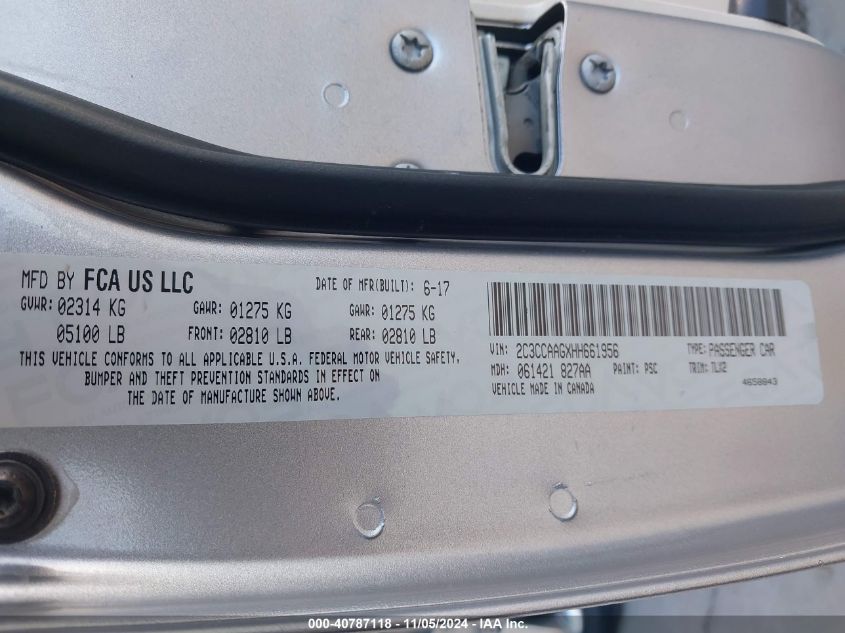 MFD BY FCA US LLC
DATE OF MFR(BUILT): 6-17
GVWR: 02314 KG GAWR: 01275 KG GAWR: 01275 KG
05100 LB FRONT: 02810 LB REAR: 02810 LB
THIS VEHICLE CONFORMS TO ALL APPLICABLE U.S.A. FEDERAL MOTOR VEHICLE SAFETY,
BUMPER AND THEFT PREVENTION STANDARDS IN EFFECT ON
THE DATE OF MANUFACTURE SHOWN ABOVE.
VIN: 2C3CCAAGXHH661956 TYPE: PASSENGER CAR
MDH: 061421 827AA PAINT: PSC TRIM: TLX2
VEHICLE MADE IN CANADA 4658843
000-40787118 - 11/05/2024 - IAA Inc.